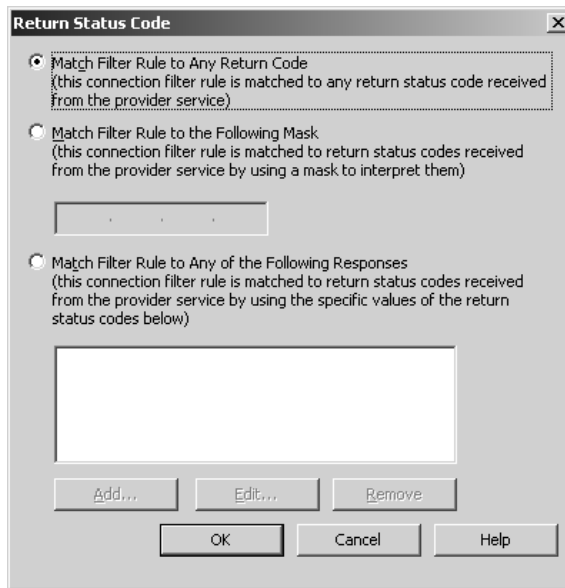 Return Status Code
Match Filter Rule to Any Return Code
(this connection filter rule is matched to any return status code received
from the provider service)
Match Filter Rule to the Following Mask
(this connection filter rule is matched to return status codes received
from the provider service by using a mask to interpret them)
. . .
Match Filter Rule to Any of the Following Responses
(this connection filter rule is matched to return status codes received
from the provider service by using the specific values of the return
status codes below)
Add... Edit... Remove
OK Cancel Help